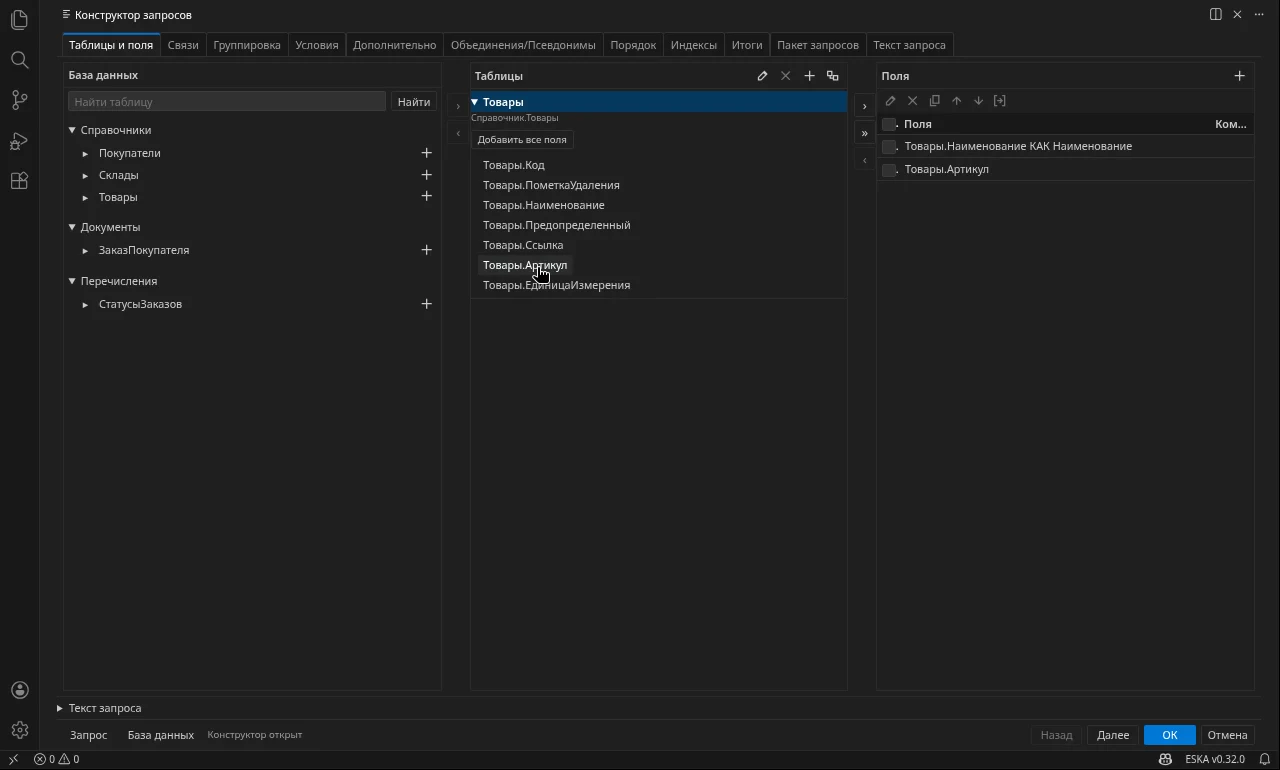 Конструктор запросов
Таблицы и поля
Связи
Группировка
Условия
Дополнительно
Объединения/Псевдонимы
Порядок
Индексы
Итоги
Пакет запросов
Текст запроса
База данных
Найти таблицу
Найти
Справочники
Покупатели
Склады
Товары
Документы
ЗаказПокупателя
Перечисления
СтатусыЗаказов
Таблицы
Товары
Справочник.Товары
Добавить все поля
Товары.Код
Товары.ПометкаУдаления
Товары.Наименование
Товары.Предопределенный
Товары.Ссылка
Товары.Артикул
Товары.ЕдиницаИзмерения
Поля
Поля Ком...
Товары.Наименование КАК Наименование
Товары.Артикул
Текст запроса
Запрос База данных Конструктор открыт
Назад Далее ОК Отмена
0 0 ESKA v0.32.0